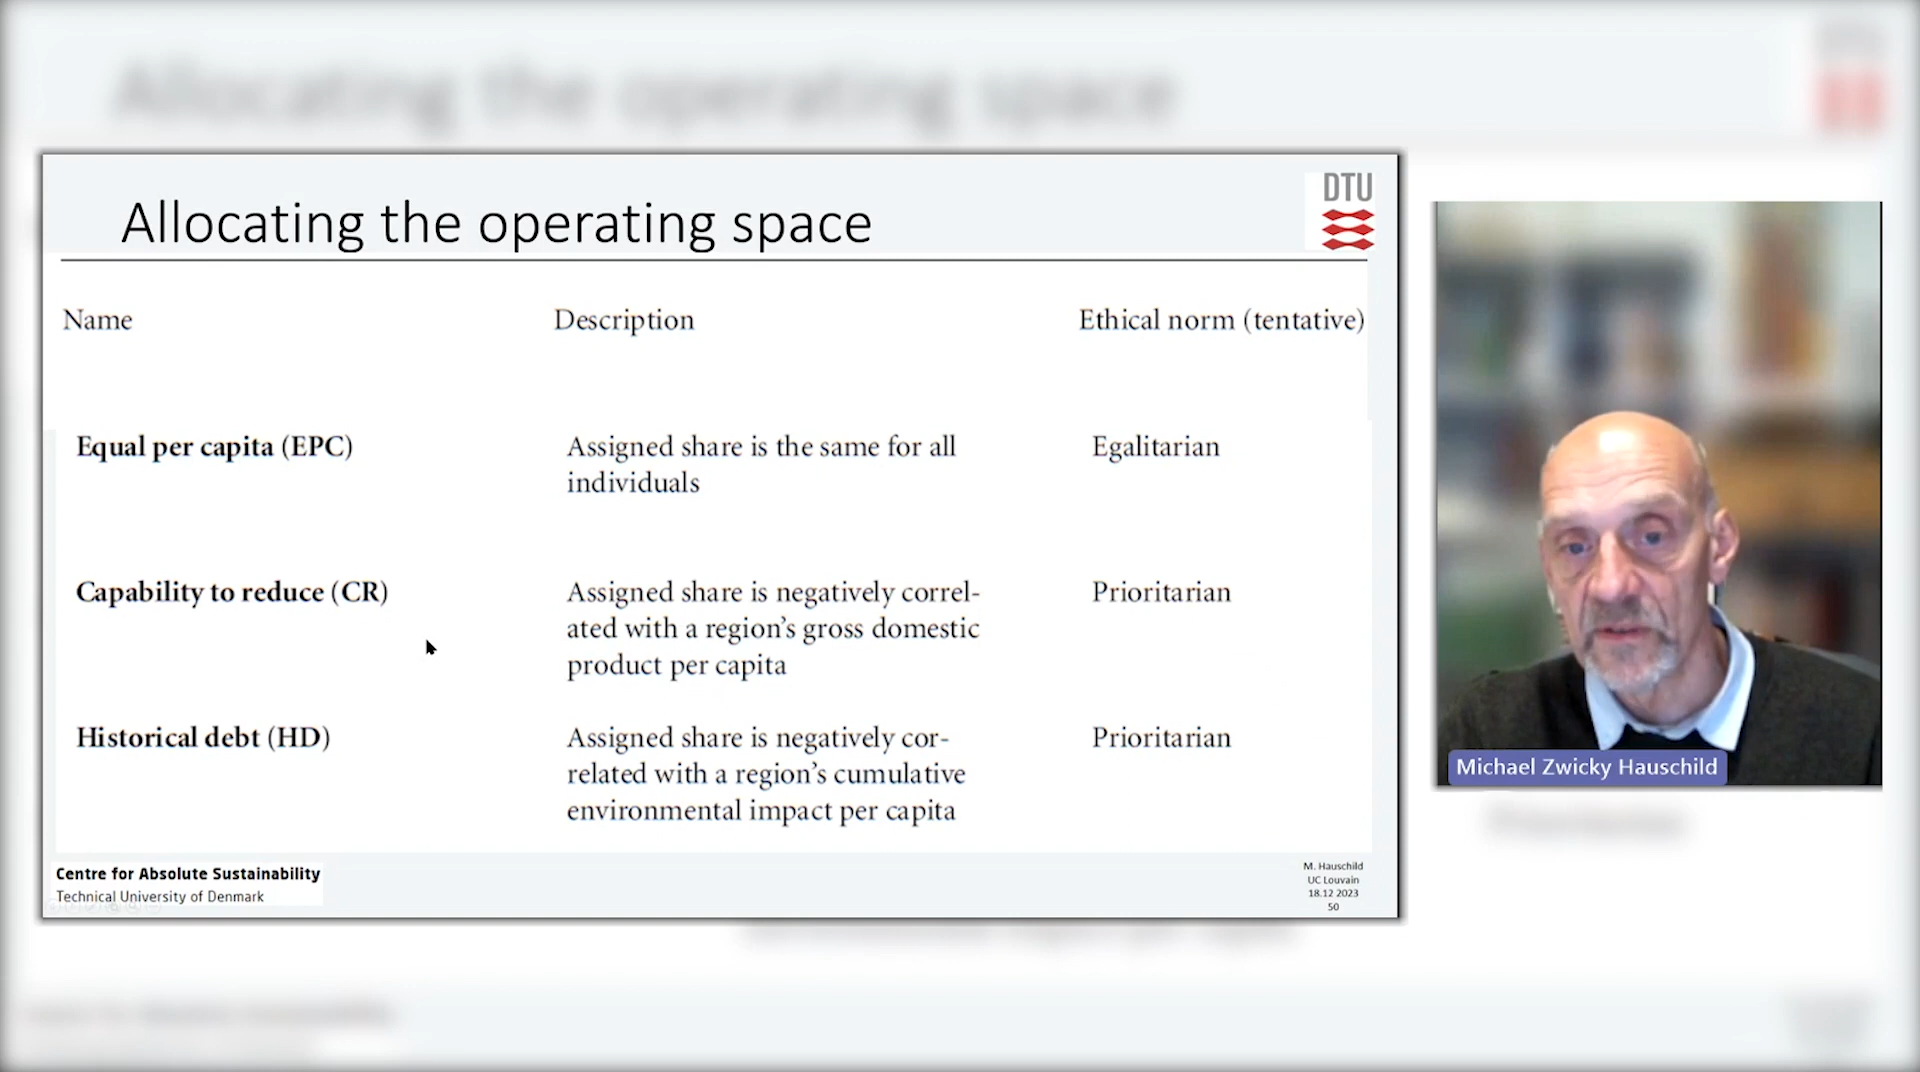 Allocating the operating space
DTU
Name Description Ethical norm (tentative)
Equal per capita (EPC) Assigned share is the same for all Egalitarian
individuals
Capability to reduce (CR) Assigned share is negatively correl- Prioritarian
ated with a region's gross domestic
product per capita
Historical debt (HD) Assigned share is negatively cor- Prioritarian
related with a region's cumulative
environmental impact per capita
Centre for Absolute Sustainability
Technical University of Denmark
M. Hauschild
UC Louvain
18.12 2023
50
Michael Zwicky Hauschild